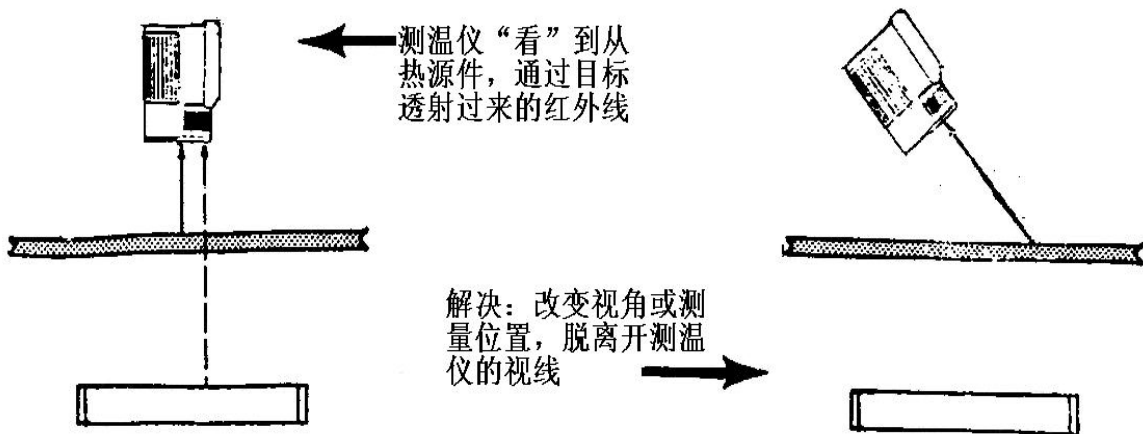 测温仪“看”到从
热源件，通过目标
透射过来的红外线
解决：改变视角或测
量位置，脱离开测温
仪的视线